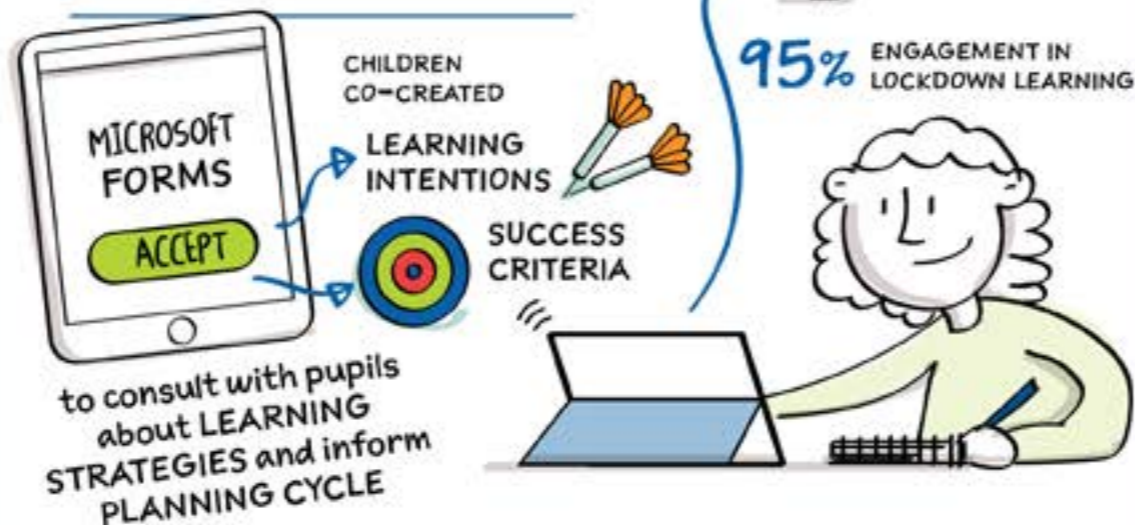 MICROSOFT
FORMS
ACCEPT
to consult with pupils
about LEARNING
STRATEGIES and inform
PLANNING CYCLE
CHILDREN
CO-CREATED
LEARNING
INTENTIONS
SUCCESS
CRITERIA
95% ENGAGEMENT IN
LOCKDOWN LEARNING